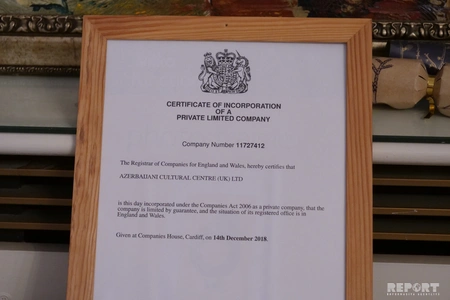 CERTIFICATE OF INCORPORATION
OF A
PRIVATE LIMITED COMPANY
Company Number 11727412
The Registrar of Companies for England and Wales, hereby certifies that
AZERBAIJANI CULTURAL CENTRE (UK) LTD
is this day incorporated under the Companies Act 2006 as a private company, that the
company is limited by guarantee, and the situation of its registered office is in
England and Wales.
Given at Companies House, Cardiff, on 14th December 2018.
REPORT
INFORMATION AGENTLIYI